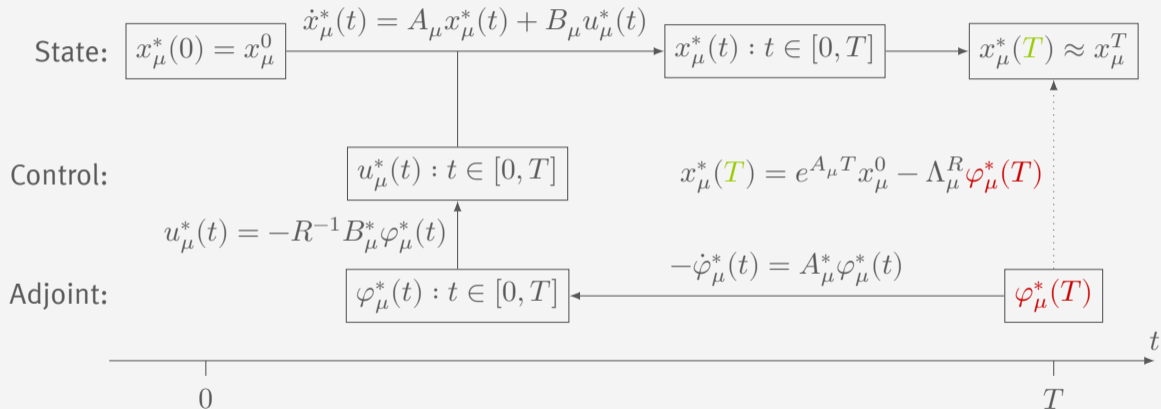 ẋ*_μ(t) = A_μ x*_μ(t) + B_μ u*_μ(t)
State: x*_μ(0) = x^0_μ x*_μ(t) : t ∈ [0, T] x*_μ(T) ≈ x^T_μ
Control: u*_μ(t) : t ∈ [0, T] x*_μ(T) = e^{A_μ T} x^0_μ − Λ^R_μ φ*_μ(T)
u*_μ(t) = −R^{−1} B*_μ φ*_μ(t)
−φ̇*_μ(t) = A*_μ φ*_μ(t)
Adjoint: φ*_μ(t) : t ∈ [0, T] φ*_μ(T)
t
0 T